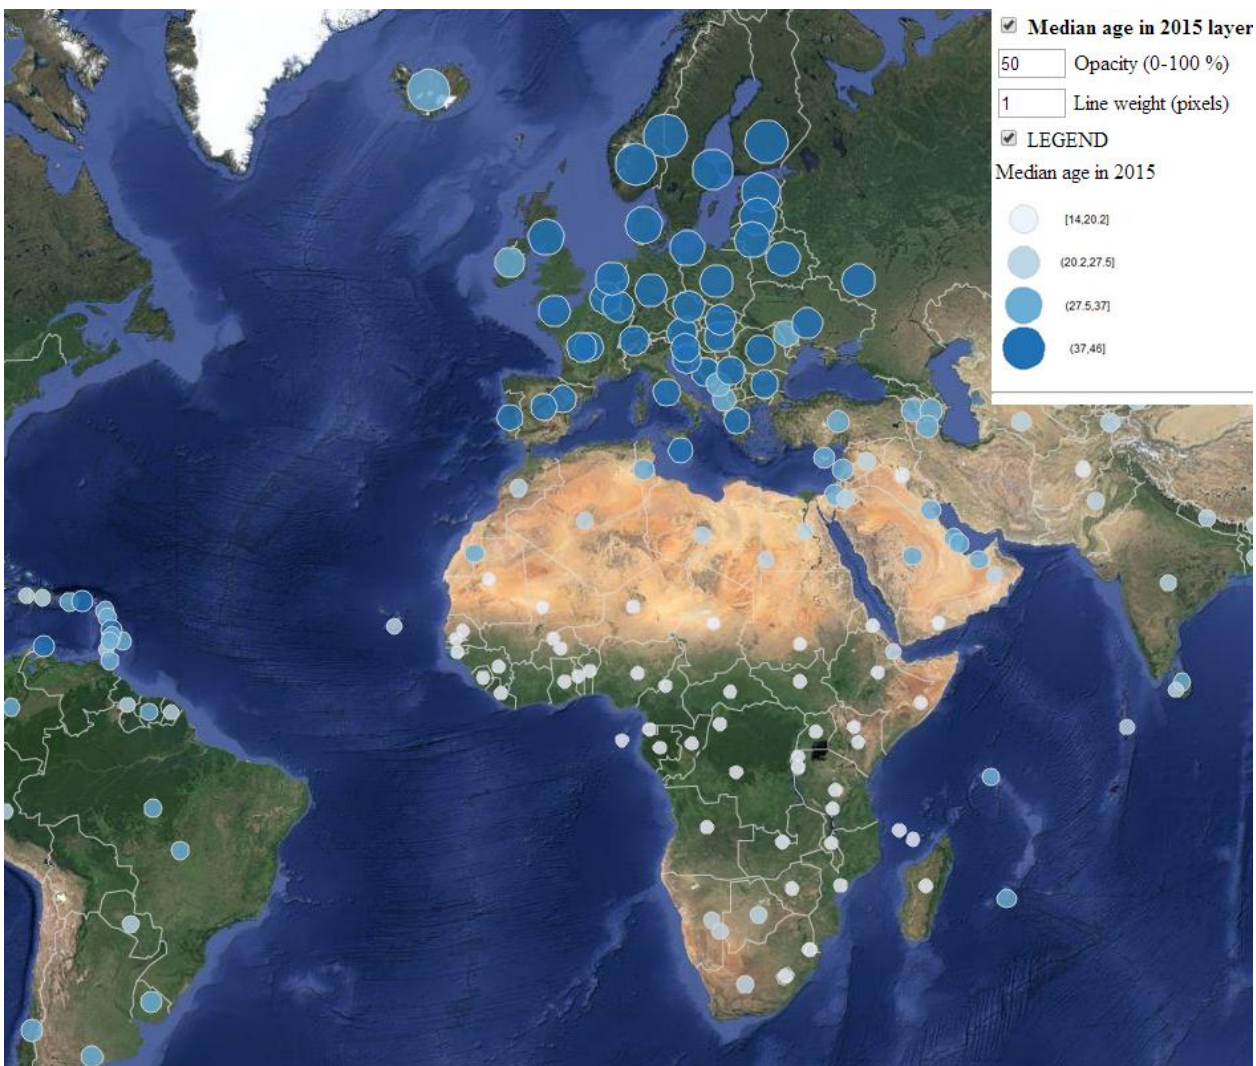 Median age in 2015 layer
50 Opacity (0-100 %)
1 Line weight (pixels)
LEGEND
Median age in 2015
[14,20.2]
(20.2,27.5]
(27.5,37]
(37,46]